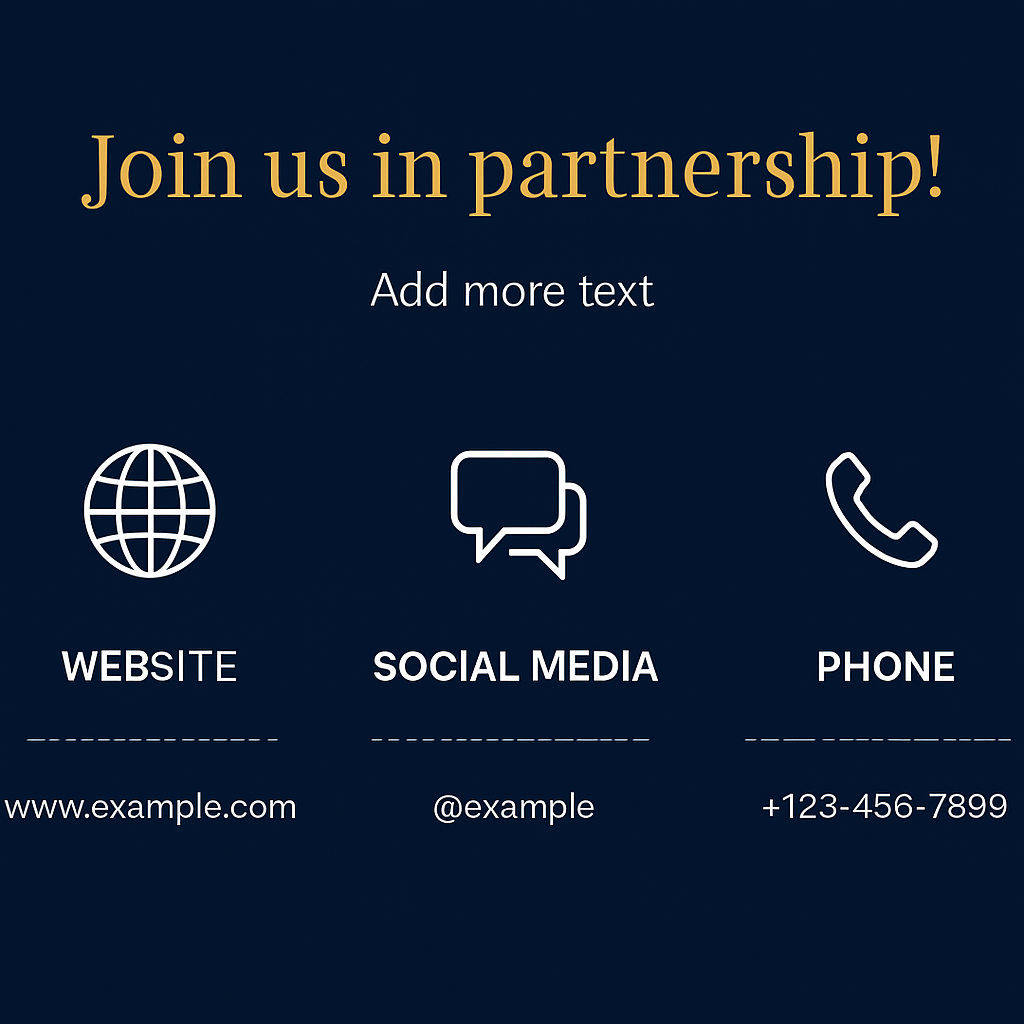 Join us in partnership!
Add more text
WEBSITE
SOCIAL MEDIA
PHONE
www.example.com
@example
+123-456-7899